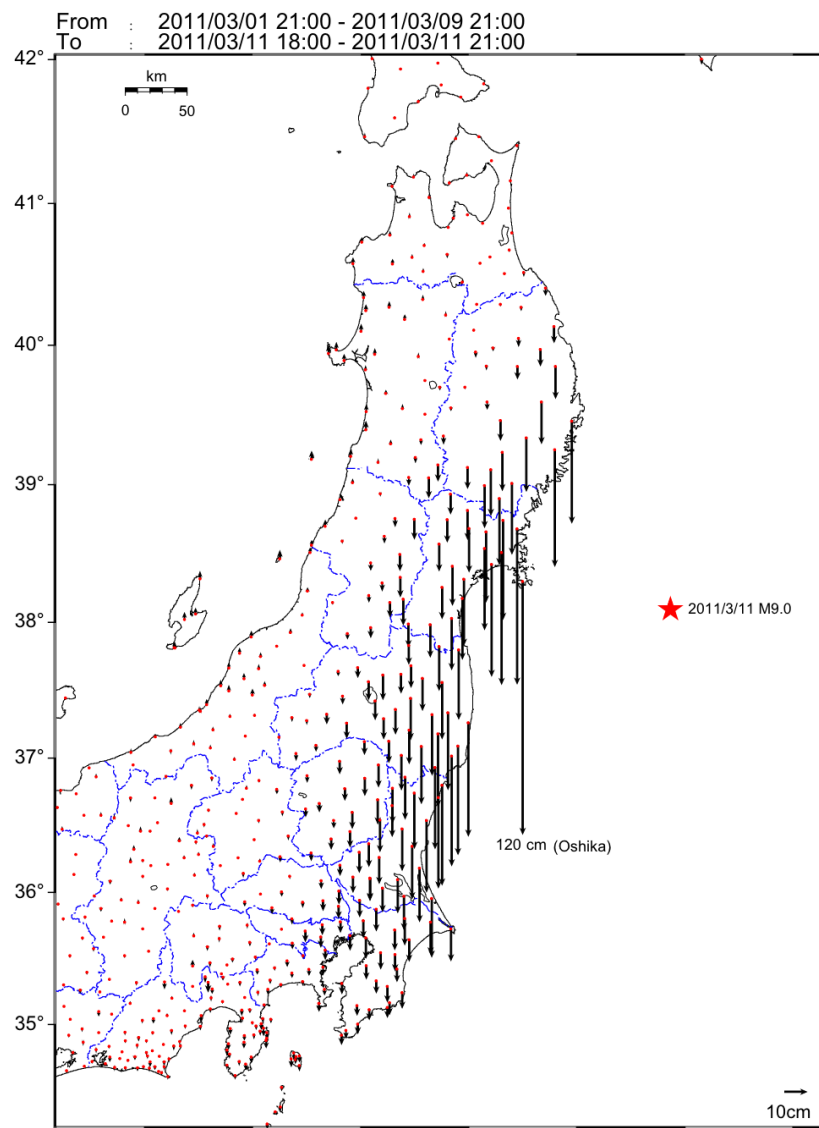 From : 2011/03/01 21:00 - 2011/03/09 21:00
To : 2011/03/11 18:00 - 2011/03/11 21:00
42°
km
0 50
41°
40°
39°
38°
2011/3/11 M9.0
37°
120 cm (Oshika)
36°
35°
10cm